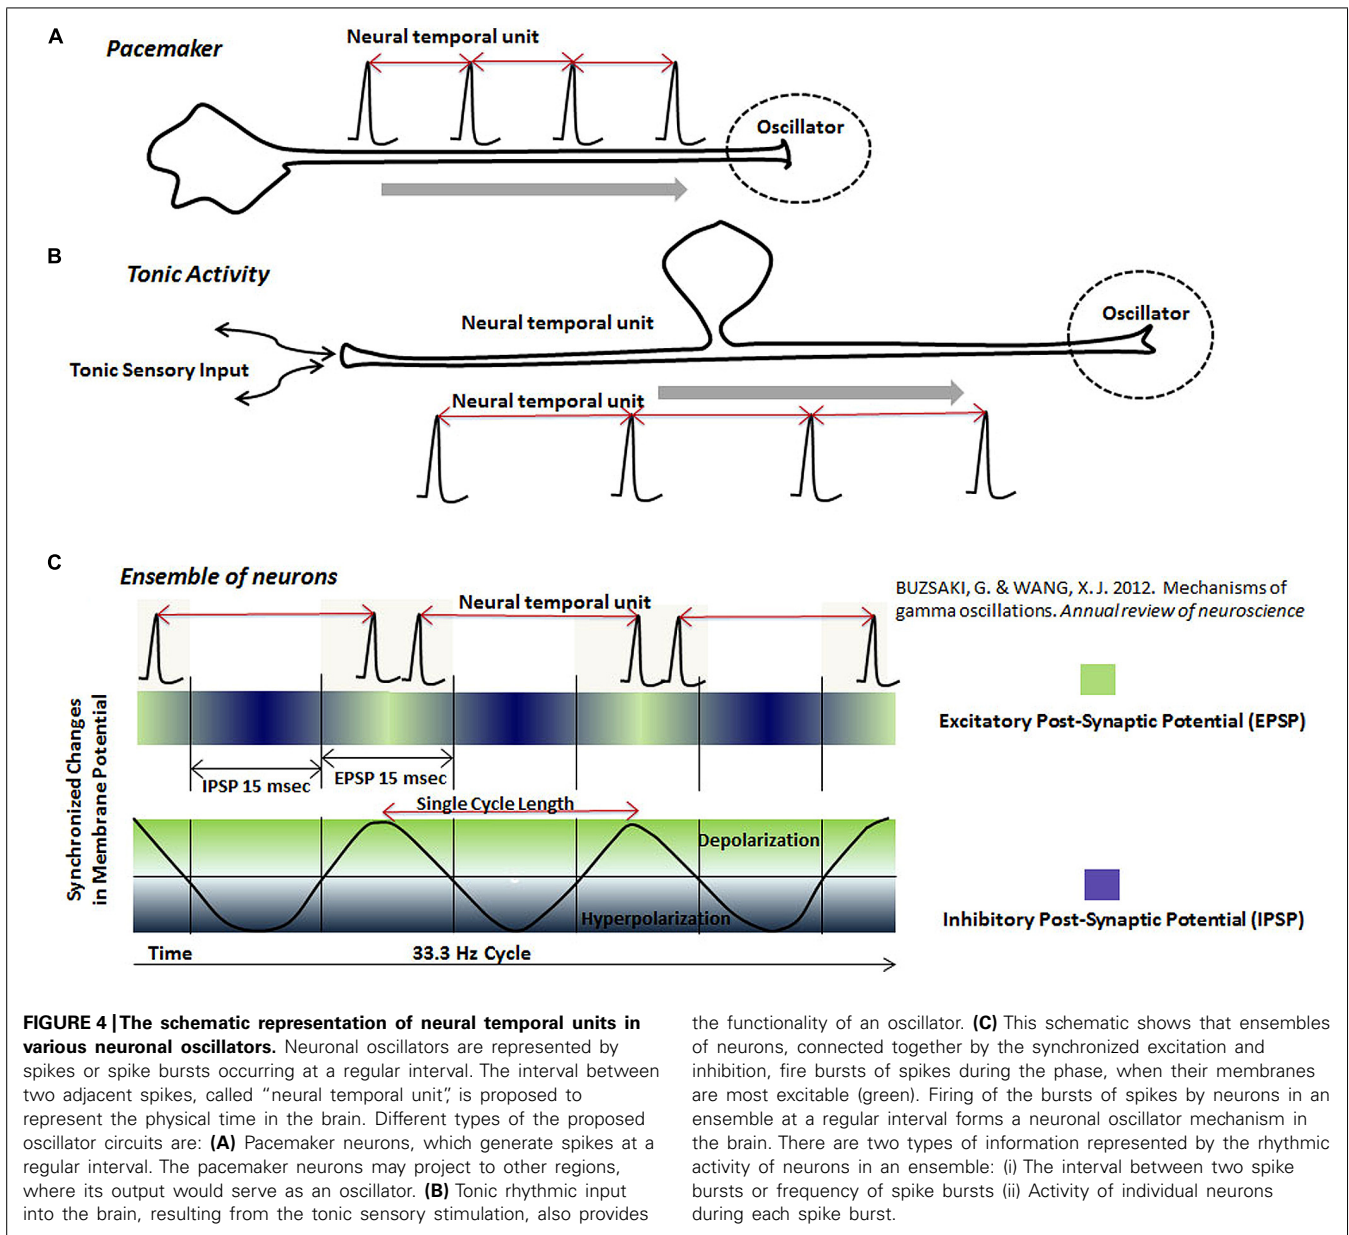 A
Pacemaker
Neural temporal unit
Oscillator
B
Tonic Activity
Neural temporal unit
Oscillator
Tonic Sensory Input
Neural temporal unit
C
Ensemble of neurons
Neural temporal unit
BUZSAKI, G. & WANG, X. J. 2012. Mechanisms of
gamma oscillations. Annual review of neuroscience
Synchronized Changes
in Membrane Potential
Excitatory Post-Synaptic Potential (EPSP)
IPSP 15 msec
EPSP 15 msec
Single Cycle Length
Depolarization
Hyperpolarization
Inhibitory Post-Synaptic Potential (IPSP)
Time
33.3 Hz Cycle
FIGURE 4 | The schematic representation of neural temporal units in
various neuronal oscillators. Neuronal oscillators are represented by
spikes or spike bursts occurring at a regular interval. The interval between
two adjacent spikes, called “neural temporal unit”, is proposed to
represent the physical time in the brain. Different types of the proposed
oscillator circuits are: (A) Pacemaker neurons, which generate spikes at a
regular interval. The pacemaker neurons may project to other regions,
where its output would serve as an oscillator. (B) Tonic rhythmic input
into the brain, resulting from the tonic sensory stimulation, also provides
the functionality of an oscillator. (C) This schematic shows that ensembles
of neurons, connected together by the synchronized excitation and
inhibition, fire bursts of spikes during the phase, when their membranes
are most excitable (green). Firing of the bursts of spikes by neurons in an
ensemble at a regular interval forms a neuronal oscillator mechanism in
the brain. There are two types of information represented by the rhythmic
activity of neurons in an ensemble: (i) The interval between two spike
bursts or frequency of spike bursts (ii) Activity of individual neurons
during each spike burst.